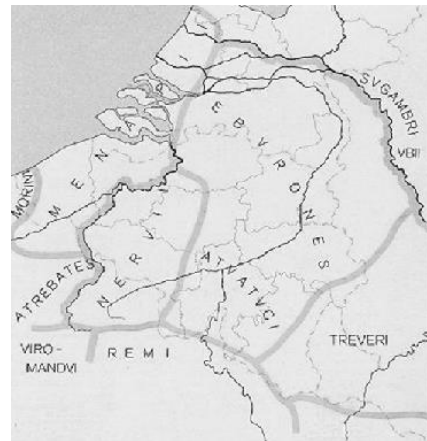 MENAPII
EBVRONES
SVGAMBRI
VBII
MORINI
NERVII
ATVATVCI
ATREBATES
TREVERI
VIRO-
MANDVI
REMI